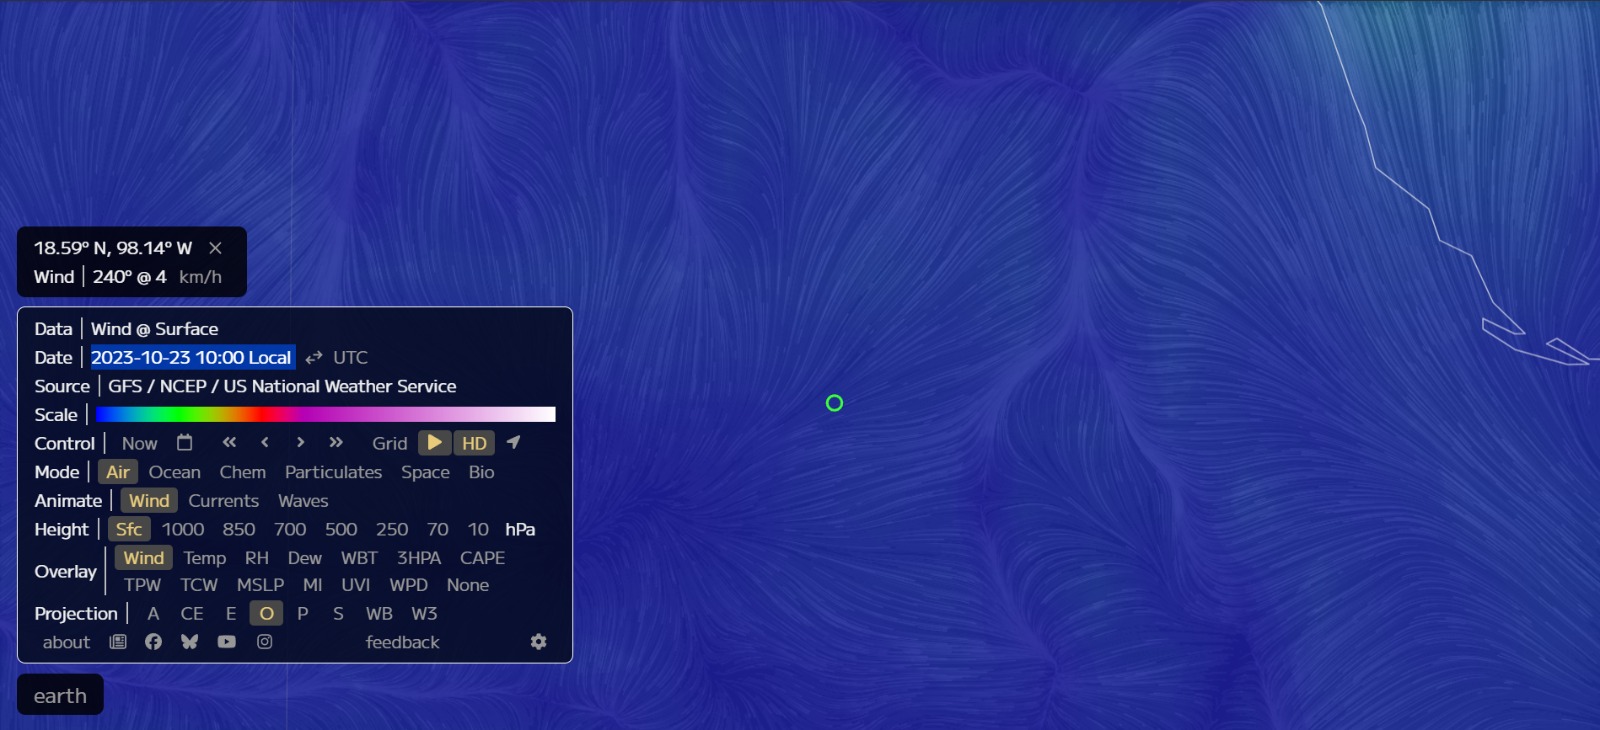 18.59° N, 98.14° W ×
Wind | 240° @ 4 km/h
Data | Wind @ Surface
Date | 2023-10-23 10:00 Local ⇄ UTC
Source | GFS / NCEP / US National Weather Service
Scale |
Control | Now « ‹ › » Grid HD
Mode | Air Ocean Chem Particulates Space Bio
Animate | Wind Currents Waves
Height | Sfc 1000 850 700 500 250 70 10 hPa
Overlay | Wind Temp RH Dew WBT 3HPA CAPE
TPW TCW MSLP MI UVI WPD None
Projection | A CE E O P S WB W3
about feedback
earth